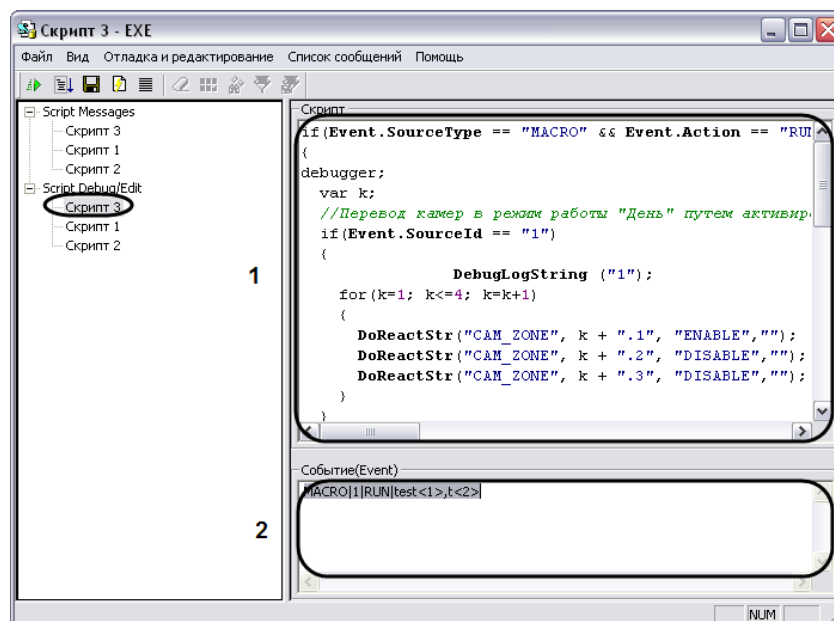 Скрипт 3 - EXE
Файл Вид Отладка и редактирование Список сообщений Помощь
Script Messages
Скрипт 3
Скрипт 1
Скрипт 2
Script Debug/Edit
Скрипт 3
Скрипт 1
Скрипт 2
1
2
Скрипт
if(Event.SourceType == "MACRO" && Event.Action == "RUN
{
debugger;
var k;
//Перевод камер в режим работы "День" путем активир
if(Event.SourceId == "1")
{
DebugLogString ("1");
for(k=1; k<=4; k=k+1)
{
DoReactStr("CAM_ZONE", k + ".1", "ENABLE","");
DoReactStr("CAM_ZONE", k + ".2", "DISABLE","");
DoReactStr("CAM_ZONE", k + ".3", "DISABLE","");
}
}
Событие(Event)
MACRO|1|RUN|test<1>,t<2>
NUM